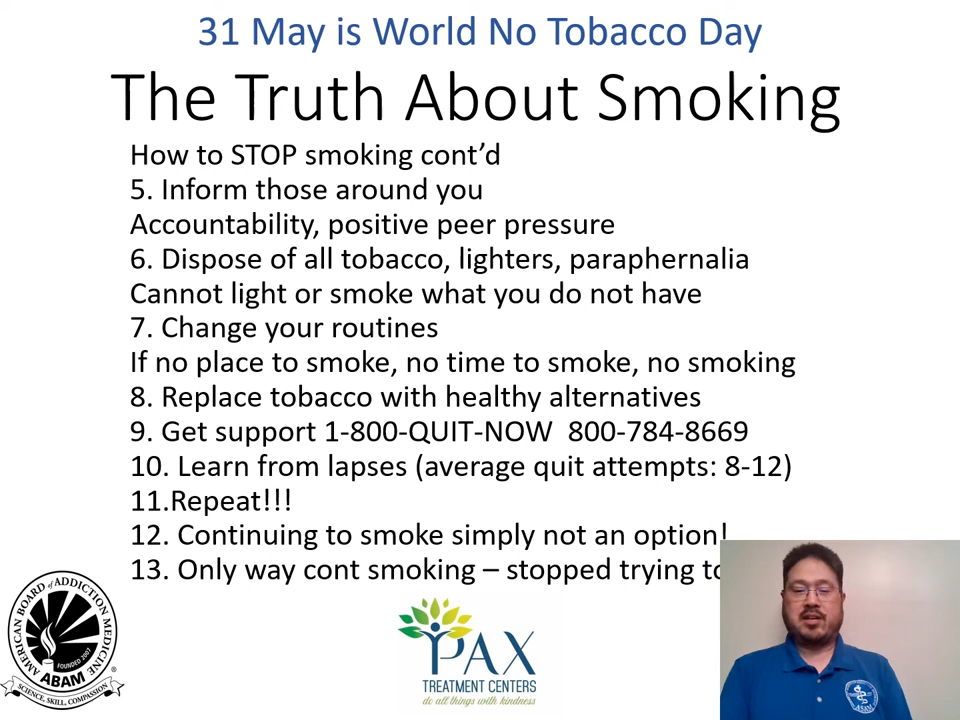 31 May is World No Tobacco Day
The Truth About Smoking
How to STOP smoking cont’d
5. Inform those around you
Accountability, positive peer pressure
6. Dispose of all tobacco, lighters, paraphernalia
Cannot light or smoke what you do not have
7. Change your routines
If no place to smoke, no time to smoke, no smoking
8. Replace tobacco with healthy alternatives
9. Get support 1-800-QUIT-NOW  800-784-8669
10. Learn from lapses (average quit attempts: 8-12)
11.Repeat!!!
12. Continuing to smoke simply not an option!
13. Only way cont smoking – stopped trying to
AMERICAN BOARD of ADDICTION MEDICINE
FOUNDED 2007
ABAM
SCIENCE, SKILL, COMPASSION
®
PAX
TREATMENT CENTERS
do all things with kindness
ASAM